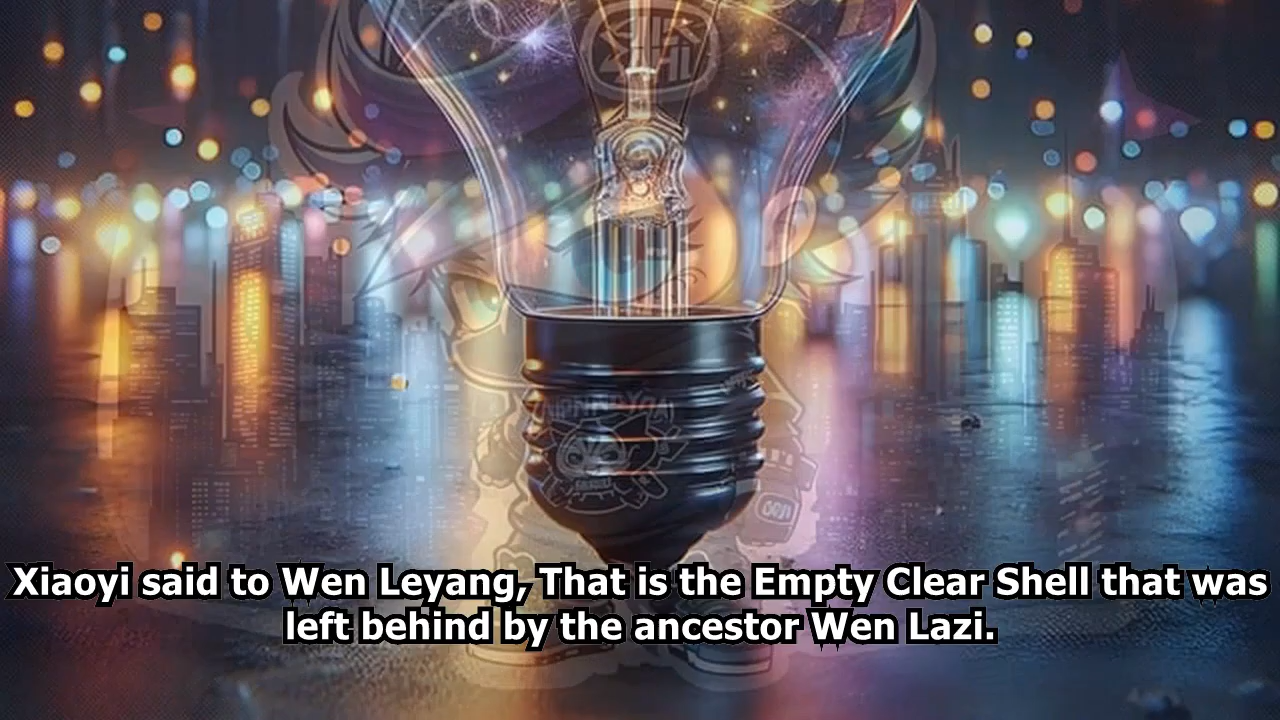 Xiaoyi said to Wen Leyang, That is the Empty Clear Shell that was
left behind by the ancestor Wen Lazi.